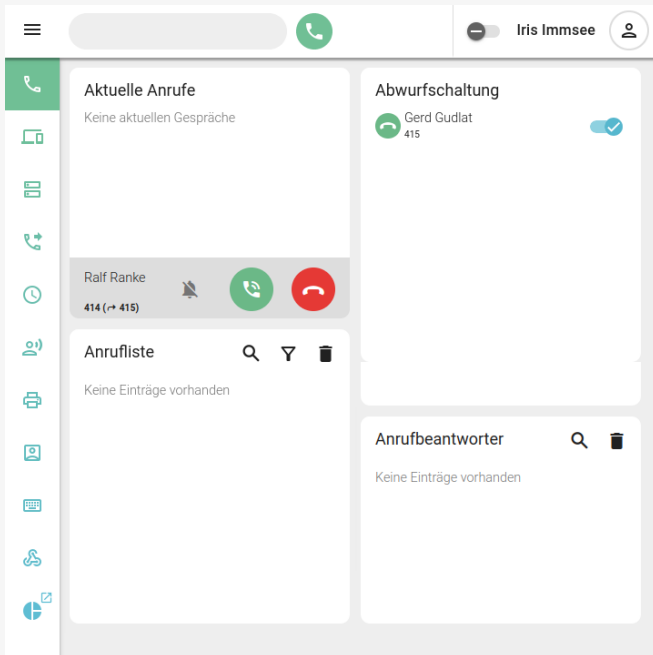 Iris Immsee
Aktuelle Anrufe
Keine aktuellen Gespräche
Ralf Ranke
414 (↱ 415)
Anrufliste
Keine Einträge vorhanden
Abwurfschaltung
Gerd Gudlat
415
Anrufbeantworter
Keine Einträge vorhanden